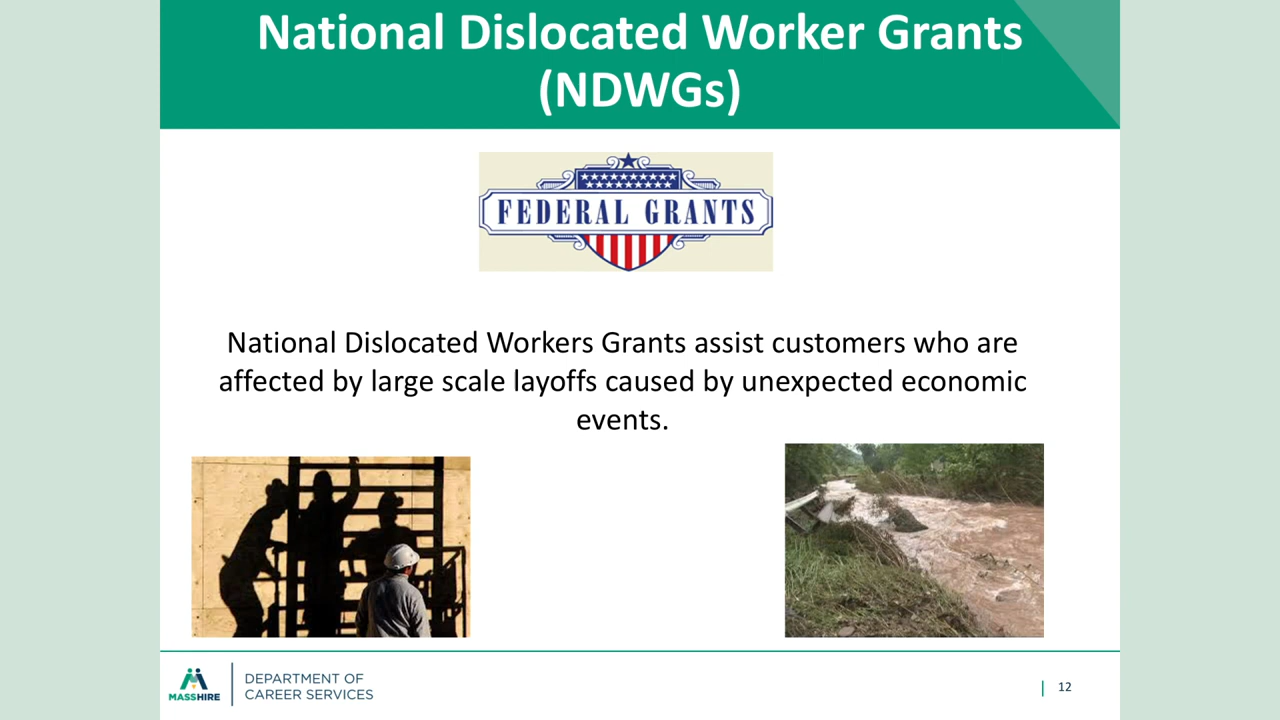 National Dislocated Worker Grants
(NDWGs)
FEDERAL GRANTS
National Dislocated Workers Grants assist customers who are
affected by large scale layoffs caused by unexpected economic
events.
MASSHIRE
DEPARTMENT OF
CAREER SERVICES
12